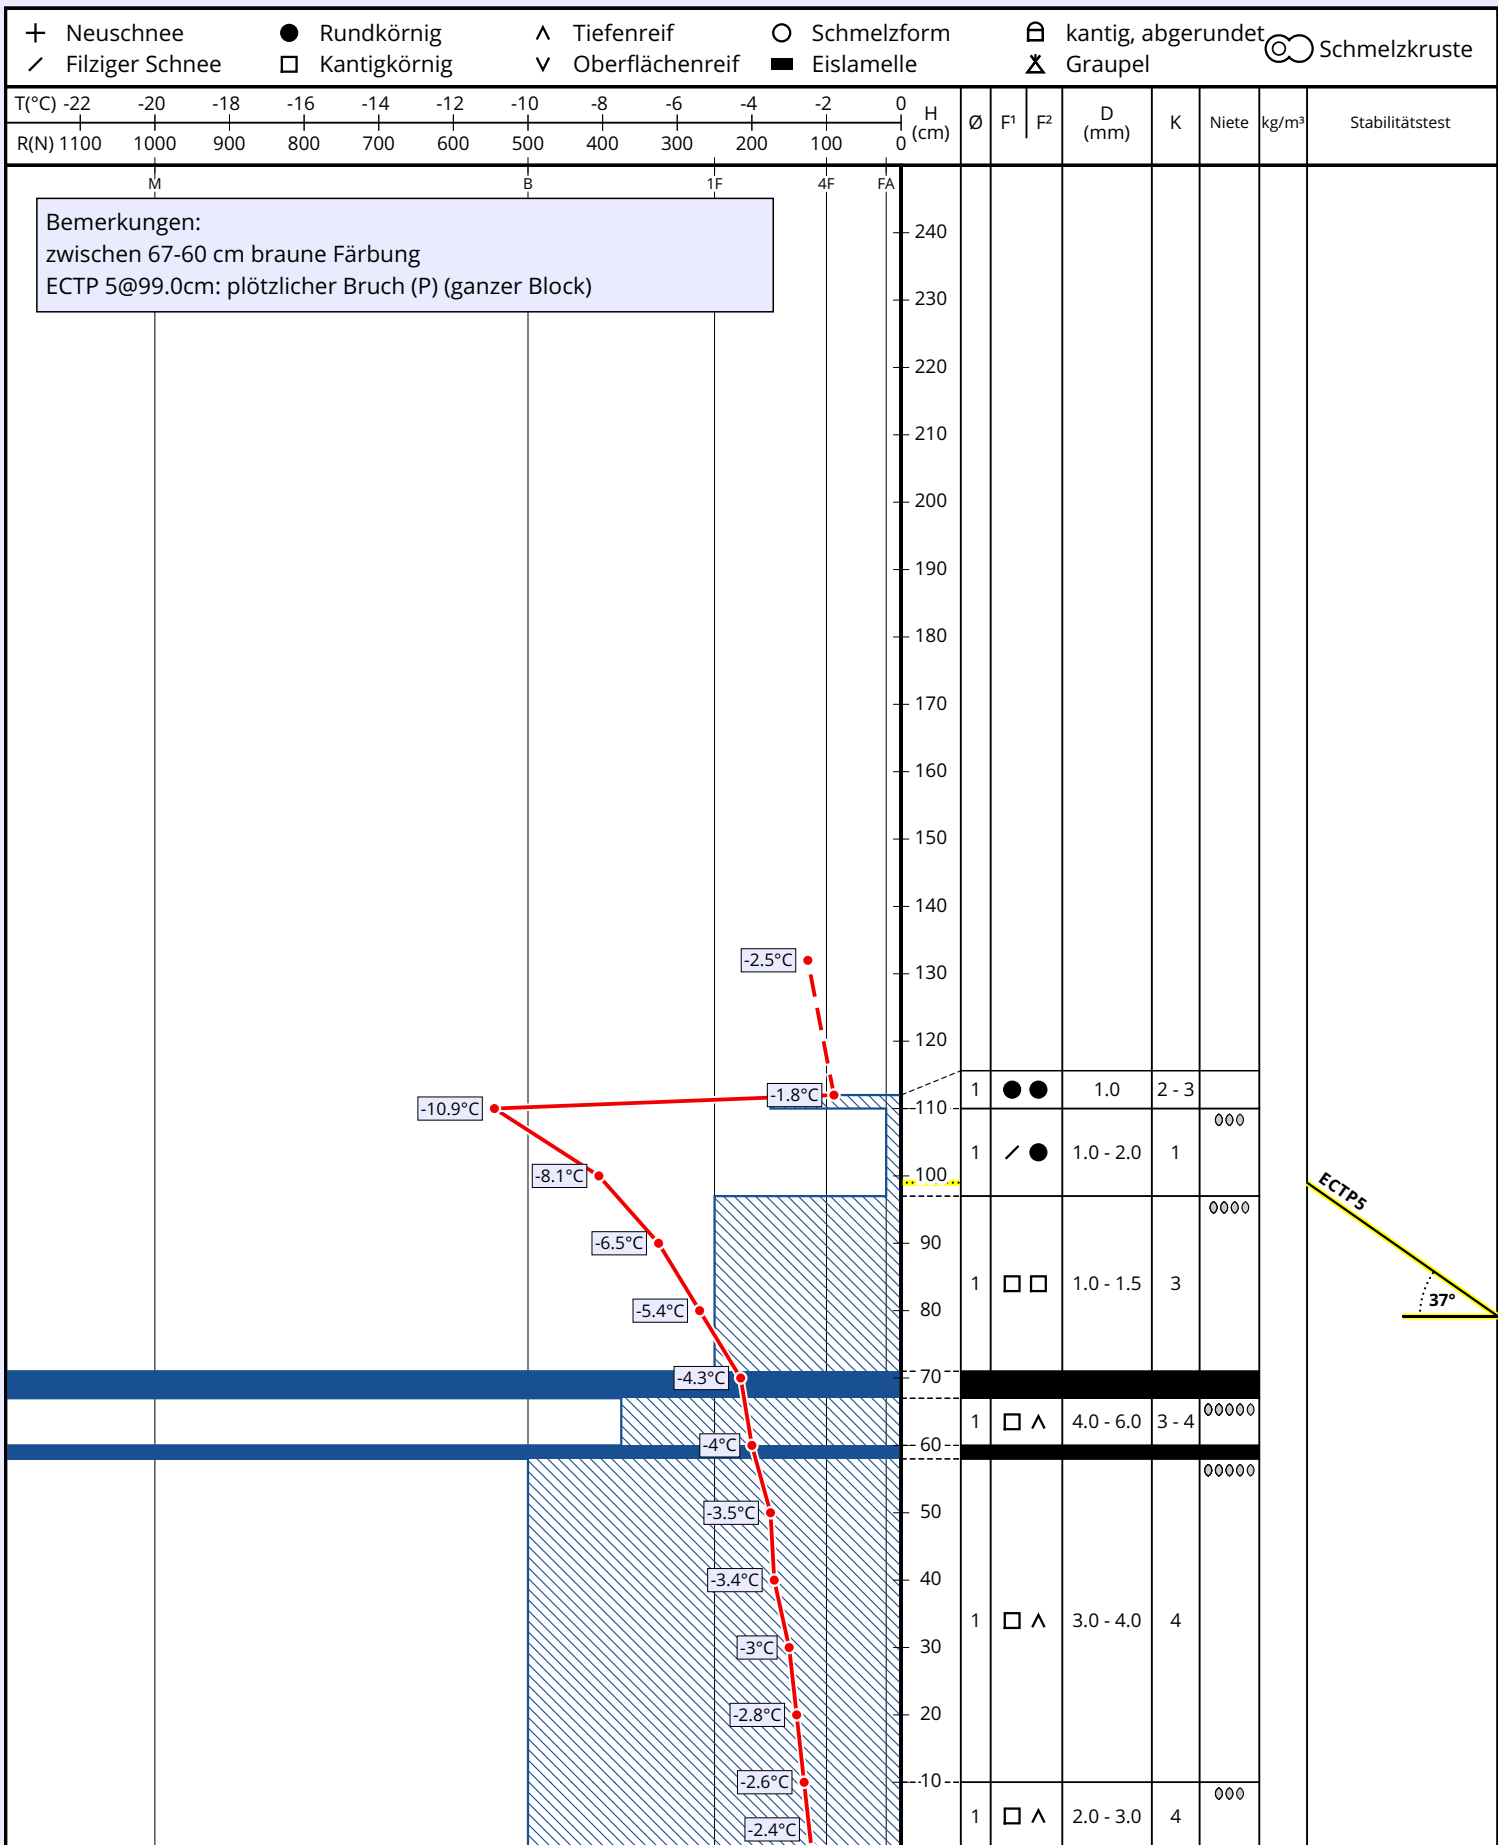 Neuschnee Rundkörnig Tiefenreif Schmelzform kantig, abgerundet Schmelzkruste
Filziger Schnee Kantigkörnig Oberflächenreif Eislamelle Graupel
T(°C) -22 -20 -18 -16 -14 -12 -10 -8 -6 -4 -2 0
R(N) 1100 1000 900 800 700 600 500 400 300 200 100 0
H (cm) Ø F¹ F² D (mm) K Niete kg/m³ Stabilitätstest
M B 1F 4F FA
Bemerkungen:
zwischen 67-60 cm braune Färbung
ECTP 5@99.0cm: plötzlicher Bruch (P) (ganzer Block)
240
230
220
210
200
190
180
170
160
150
140
-2.5°C 130
120
-1.8°C 1 1.0 2 - 3
-10.9°C 110
1 1.0 - 2.0 1
-8.1°C 100
ECTP5
-6.5°C 90
1 1.0 - 1.5 3
37°
-5.4°C 80
-4.3°C 70
1 4.0 - 6.0 3 - 4
-4°C 60
-3.5°C 50
-3.4°C 40
1 3.0 - 4.0 4
-3°C 30
-2.8°C 20
-2.6°C 10
1 2.0 - 3.0 4
-2.4°C